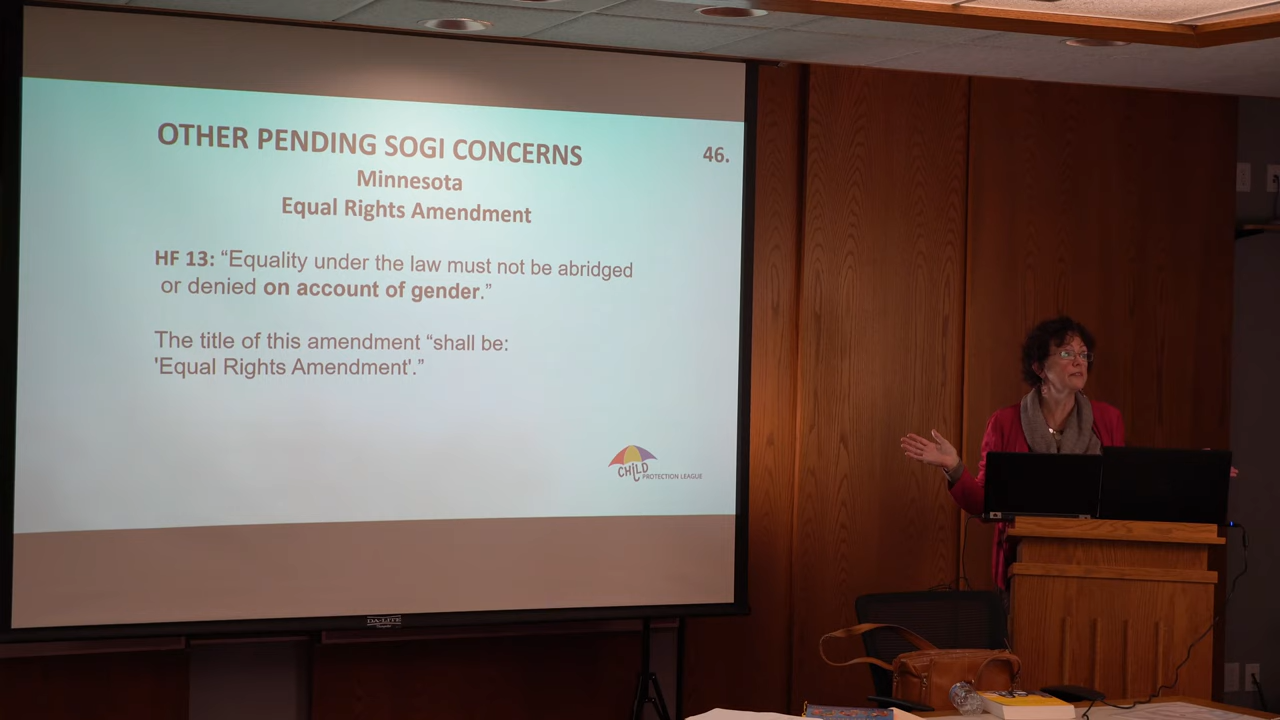 OTHER PENDING SOGI CONCERNS
46.
Minnesota
Equal Rights Amendment
HF 13: “Equality under the law must not be abridged
or denied on account of gender.”
The title of this amendment “shall be:
'Equal Rights Amendment'.”
CHILD
PROTECTION LEAGUE
DA-LITE